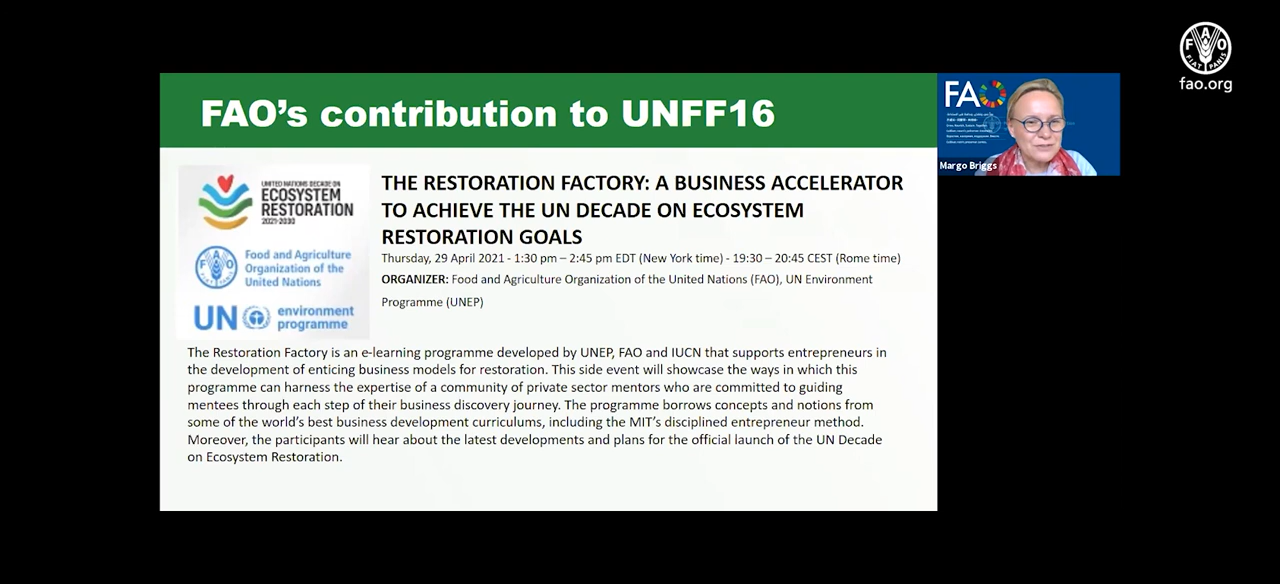 FAO
FIAT PANIS
fao.org
FAO's contribution to UNFF16
FAO
Margo Briggs
UNITED NATIONS DECADE ON
ECOSYSTEM
RESTORATION
2021-2030
FAO
FIAT PANIS
Food and Agriculture
Organization of the
United Nations
UN
environment
programme
THE RESTORATION FACTORY: A BUSINESS ACCELERATOR
TO ACHIEVE THE UN DECADE ON ECOSYSTEM
RESTORATION GOALS
Thursday, 29 April 2021 - 1:30 pm – 2:45 pm EDT (New York time) - 19:30 – 20:45 CEST (Rome time)
ORGANIZER: Food and Agriculture Organization of the United Nations (FAO), UN Environment
Programme (UNEP)
The Restoration Factory is an e-learning programme developed by UNEP, FAO and IUCN that supports entrepreneurs in
the development of enticing business models for restoration. This side event will showcase the ways in which this
programme can harness the expertise of a community of private sector mentors who are committed to guiding
mentees through each step of their business discovery journey. The programme borrows concepts and notions from
some of the world's best business development curriculums, including the MIT's disciplined entrepreneur method.
Moreover, the participants will hear about the latest developments and plans for the official launch of the UN Decade
on Ecosystem Restoration.